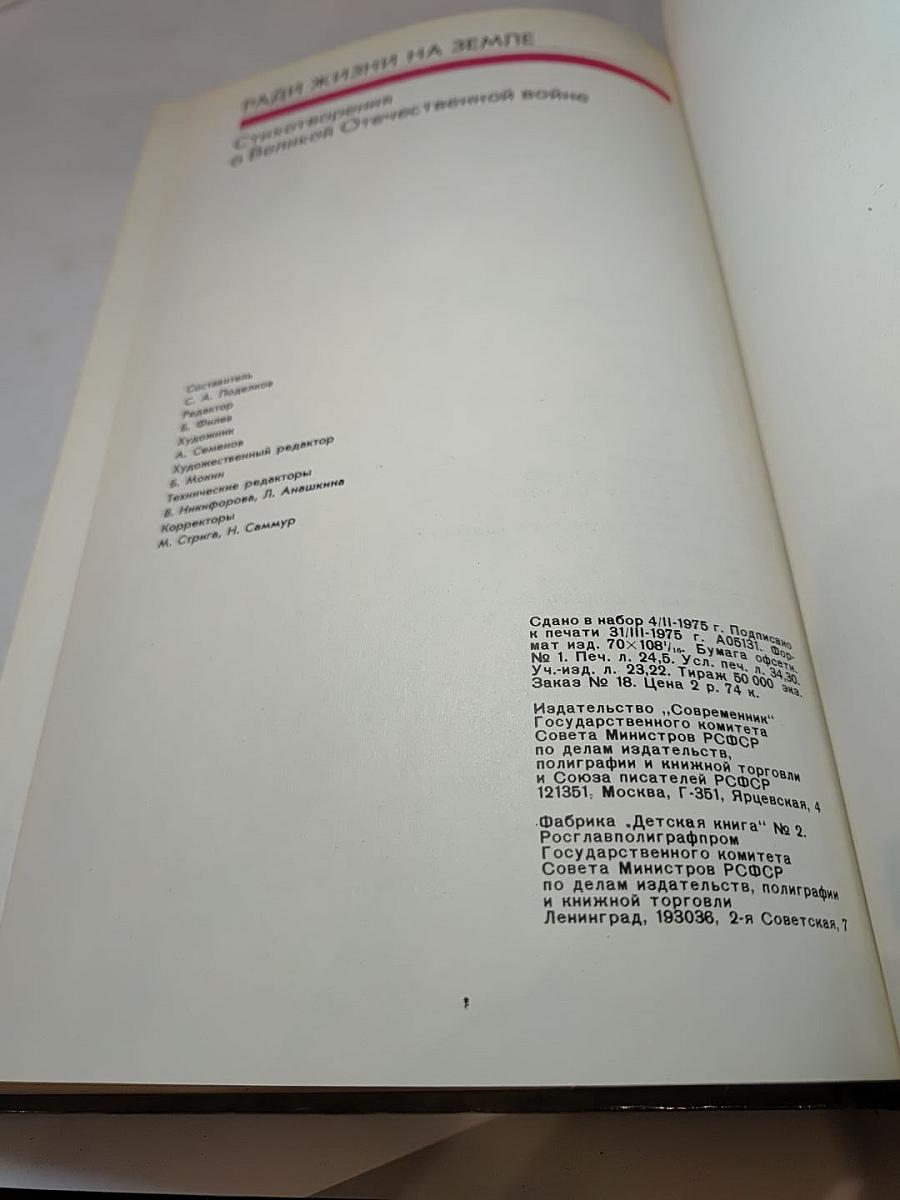 РАДИ ЖИЗНИ НА ЗЕМЛЕ
Стихотворения
о Великой Отечественной войне
Составитель
С. А. Поделков
Редактор
Б. Филев
Художник
А. Семенов
Художественный редактор
Б. Мокин
Технические редакторы
В. Никифорова, Л. Анашкина
Корректоры
М. Стрига, Н. Саммур
Сдано в набор 4/II-1975 г. Подписано
к печати 31/III-1975 г. А05131. Фор-
мат изд. 70×108¹/₁₆. Бумага офсетн.
№ 1. Печ. л. 24,5. Усл. печ. л. 34,30.
Уч.-изд. л. 23,22. Тираж 50 000 экз.
Заказ № 18. Цена 2 р. 74 к.
Издательство „Современник“
Государственного комитета
Совета Министров РСФСР
по делам издательств,
полиграфии и книжной торговли
и Союза писателей РСФСР
121351, Москва, Г-351, Ярцевская, 4
Фабрика „Детская книга“ № 2.
Росглавполиграфпром
Государственного комитета
Совета Министров РСФСР
по делам издательств, полиграфии
и книжной торговли
Ленинград, 193036, 2-я Советская, 7